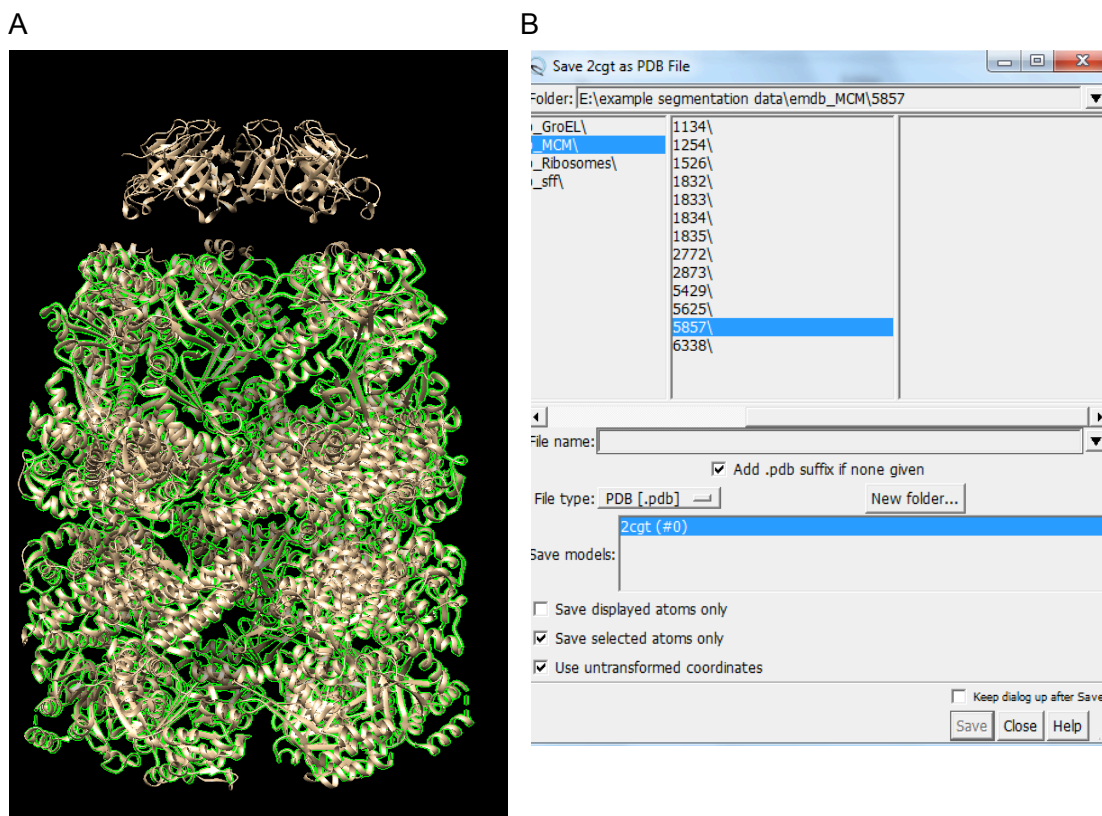 A
B
Save 2cgt as PDB File
Folder: E:\example segmentation data\emdb_MCM\5857
_GroEL\
_MCM\
_Ribosomes\
_sff\
1134\
1254\
1526\
1832\
1833\
1834\
1835\
2772\
2873\
5429\
5625\
5857\
6338\
File name:
Add .pdb suffix if none given
File type: PDB [.pdb]
New folder...
Save models:
2cgt (#0)
Save displayed atoms only
Save selected atoms only
Use untransformed coordinates
Keep dialog up after Save
Save Close Help